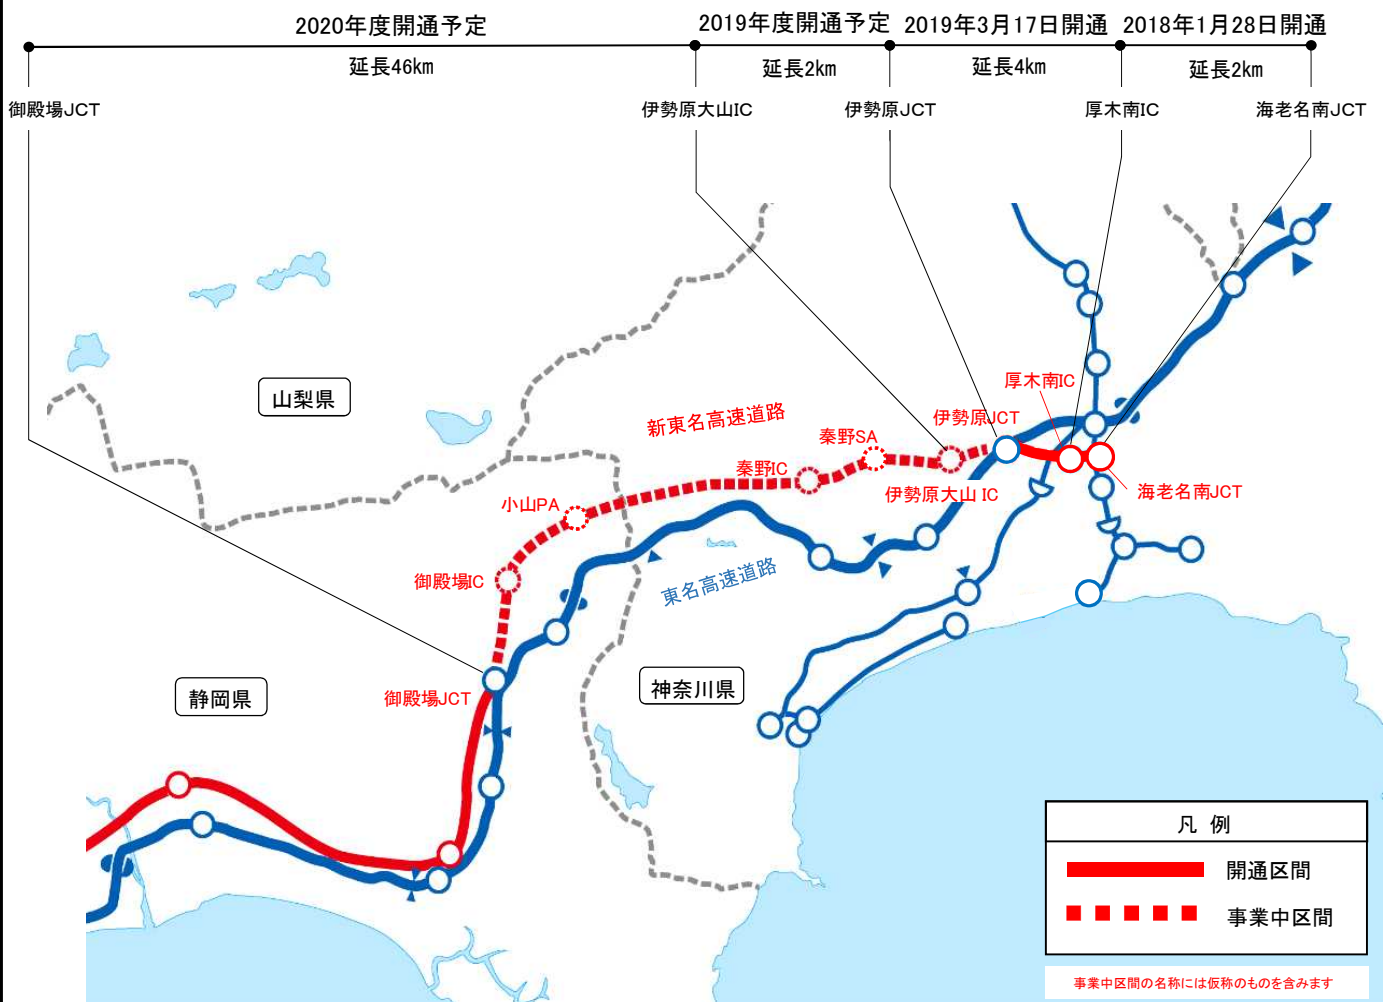 2020年度開通予定
2019年度開通予定
2019年3月17日開通
2018年1月28日開通
延長46km
延長2km
延長4km
延長2km
御殿場JCT
伊勢原大山IC
伊勢原JCT
厚木南IC
海老名南JCT
山梨県
新東名高速道路
厚木南IC
伊勢原JCT
秦野SA
秦野IC
伊勢原大山 IC
海老名南JCT
小山PA
御殿場IC
東名高速道路
静岡県
御殿場JCT
神奈川県
凡 例
開通区間
事業中区間
事業中区間の名称には仮称のものを含みます